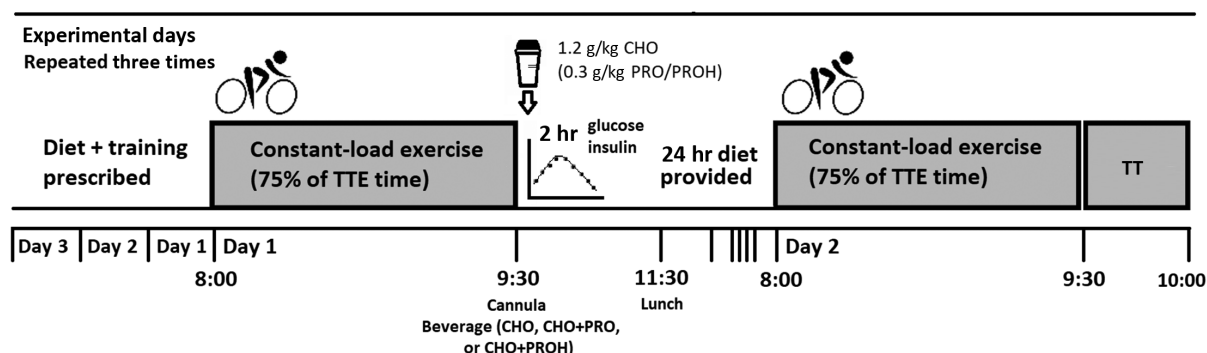 Experimental days
Repeated three times
1.2 g/kg CHO
(0.3 g/kg PRO/PROH)
Diet + training
prescribed
Constant-load exercise
(75% of TTE time)
2 hr
glucose
insulin
24 hr diet
provided
Constant-load exercise
(75% of TTE time)
TT
Day 3
Day 2
Day 1
Day 1
Day 2
8:00
9:30
11:30
8:00
9:30
10:00
Cannula
Lunch
Beverage (CHO, CHO+PRO,
or CHO+PROH)